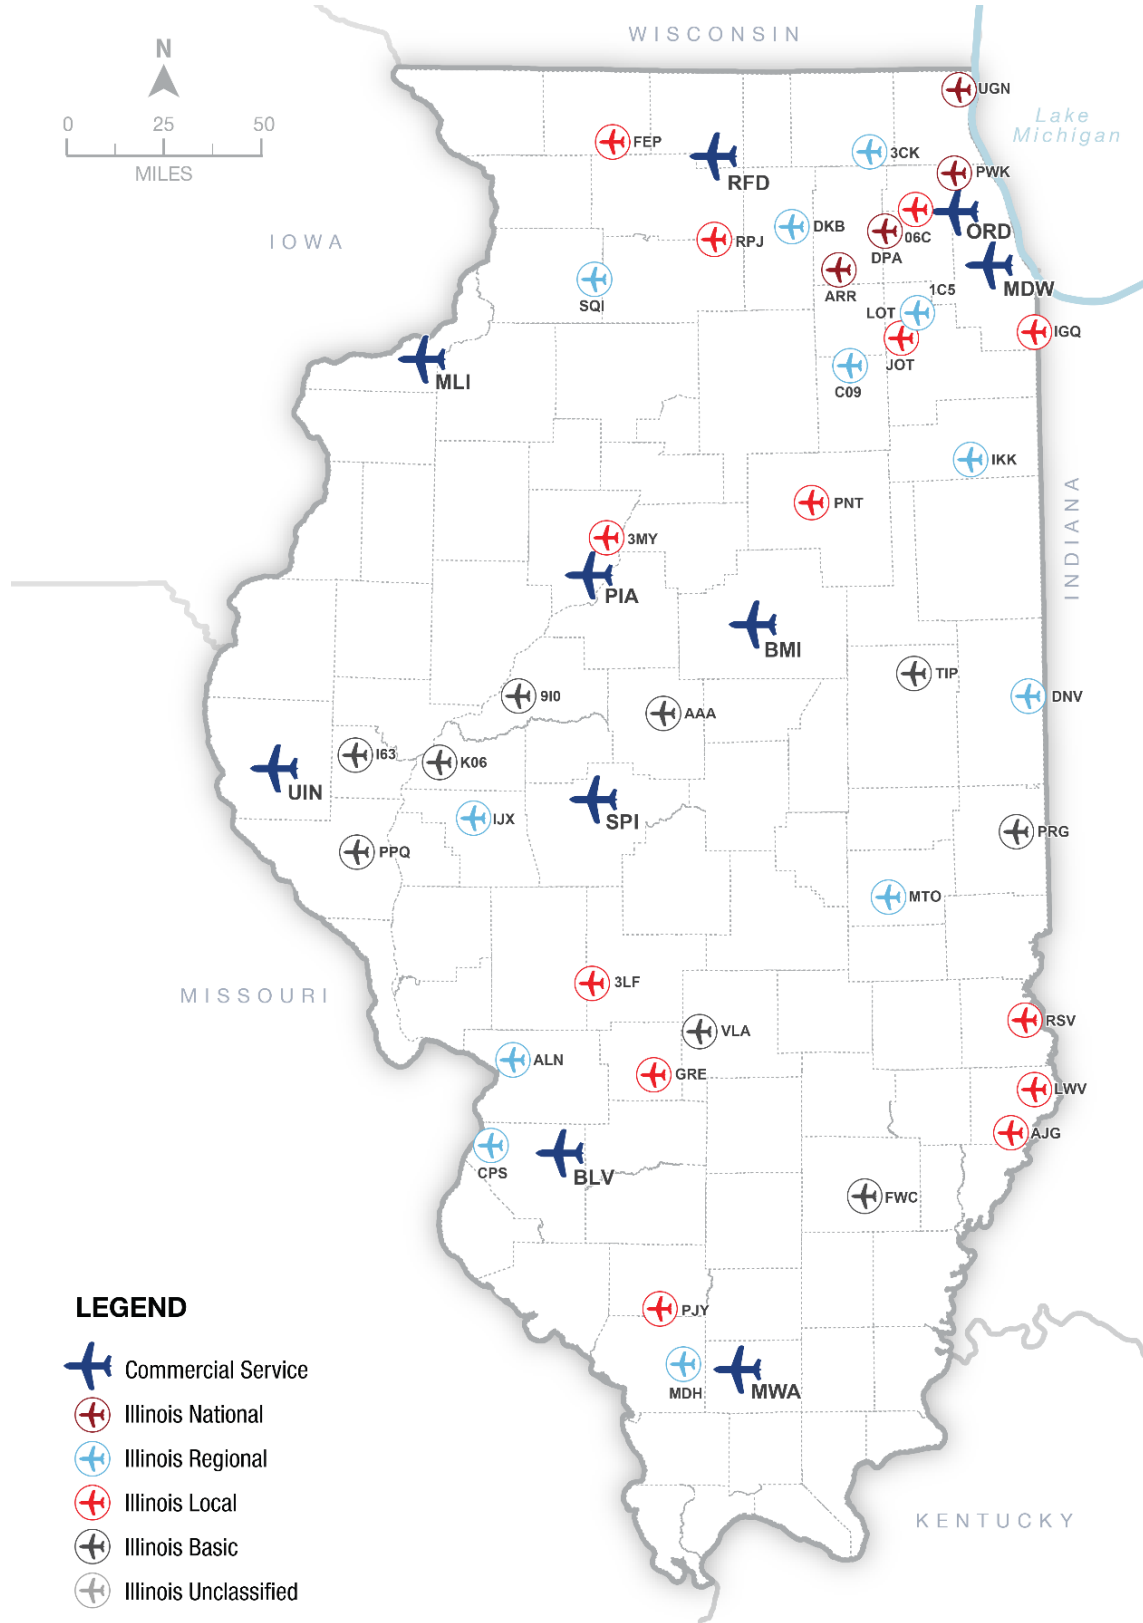 WISCONSIN
N
0 25 50
MILES
UGN
Lake
Michigan
FEP
3CK
RFD
PWK
DKB
ORD
IOWA
RPJ
06C
DPA
MDW
ARR
1C5
SQI
LOT
IGQ
JOT
MLI
C09
IKK
PNT
INDIANA
3MY
PIA
BMI
TIP
9I0
DNV
AAA
I63
K06
UIN
SPI
IJX
PRG
PPQ
MTO
3LF
MISSOURI
RSV
VLA
ALN
GRE
LWV
AJG
CPS
BLV
FWC
LEGEND
PJY
Commercial Service
MDH
MWA
Illinois National
Illinois Regional
Illinois Local
KENTUCKY
Illinois Basic
Illinois Unclassified